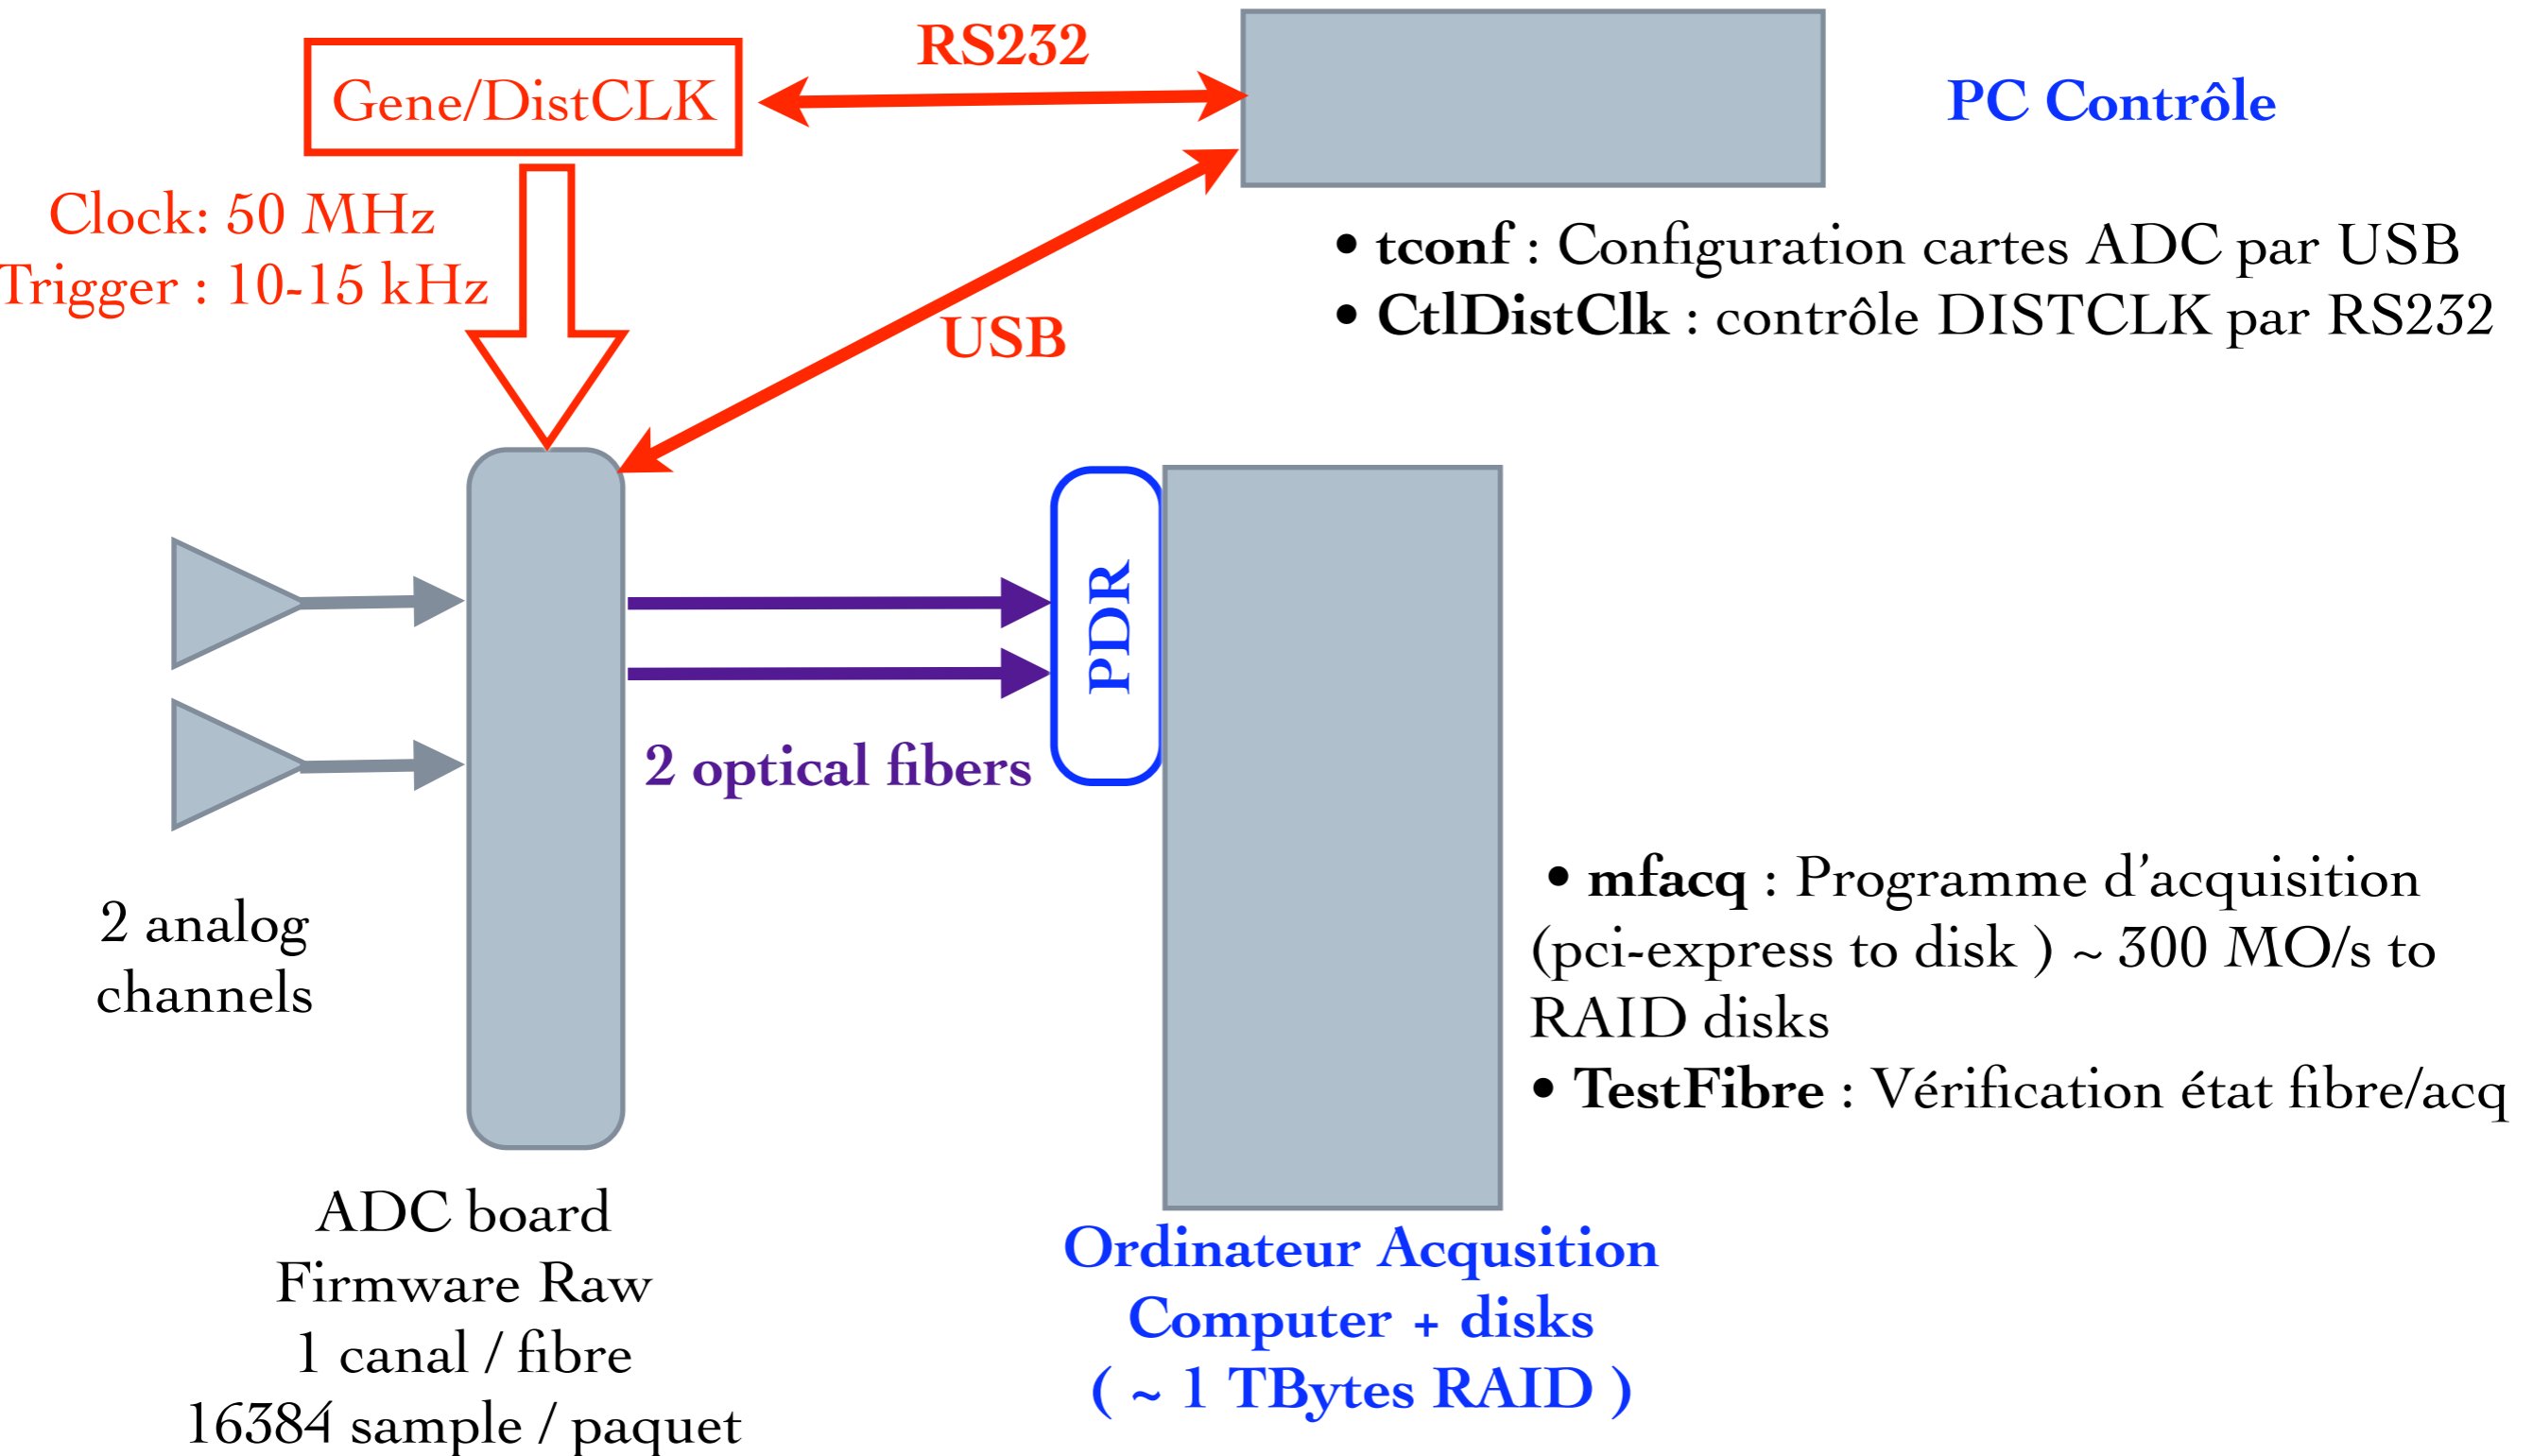 RS232
Gene/DistCLK
PC Contrôle
Clock: 50 MHz
Trigger : 10-15 kHz
• tconf : Configuration cartes ADC par USB
• CtlDistClk : contrôle DISTCLK par RS232
USB
PDR
2 optical fibers
2 analog
channels
• mfacq : Programme d’acquisition
(pci-express to disk ) ~ 300 MO/s to
RAID disks
• TestFibre : Vérification état fibre/acq
ADC board
Firmware Raw
1 canal / fibre
16384 sample / paquet
Ordinateur Acqusition
Computer + disks
( ~ 1 TBytes RAID )